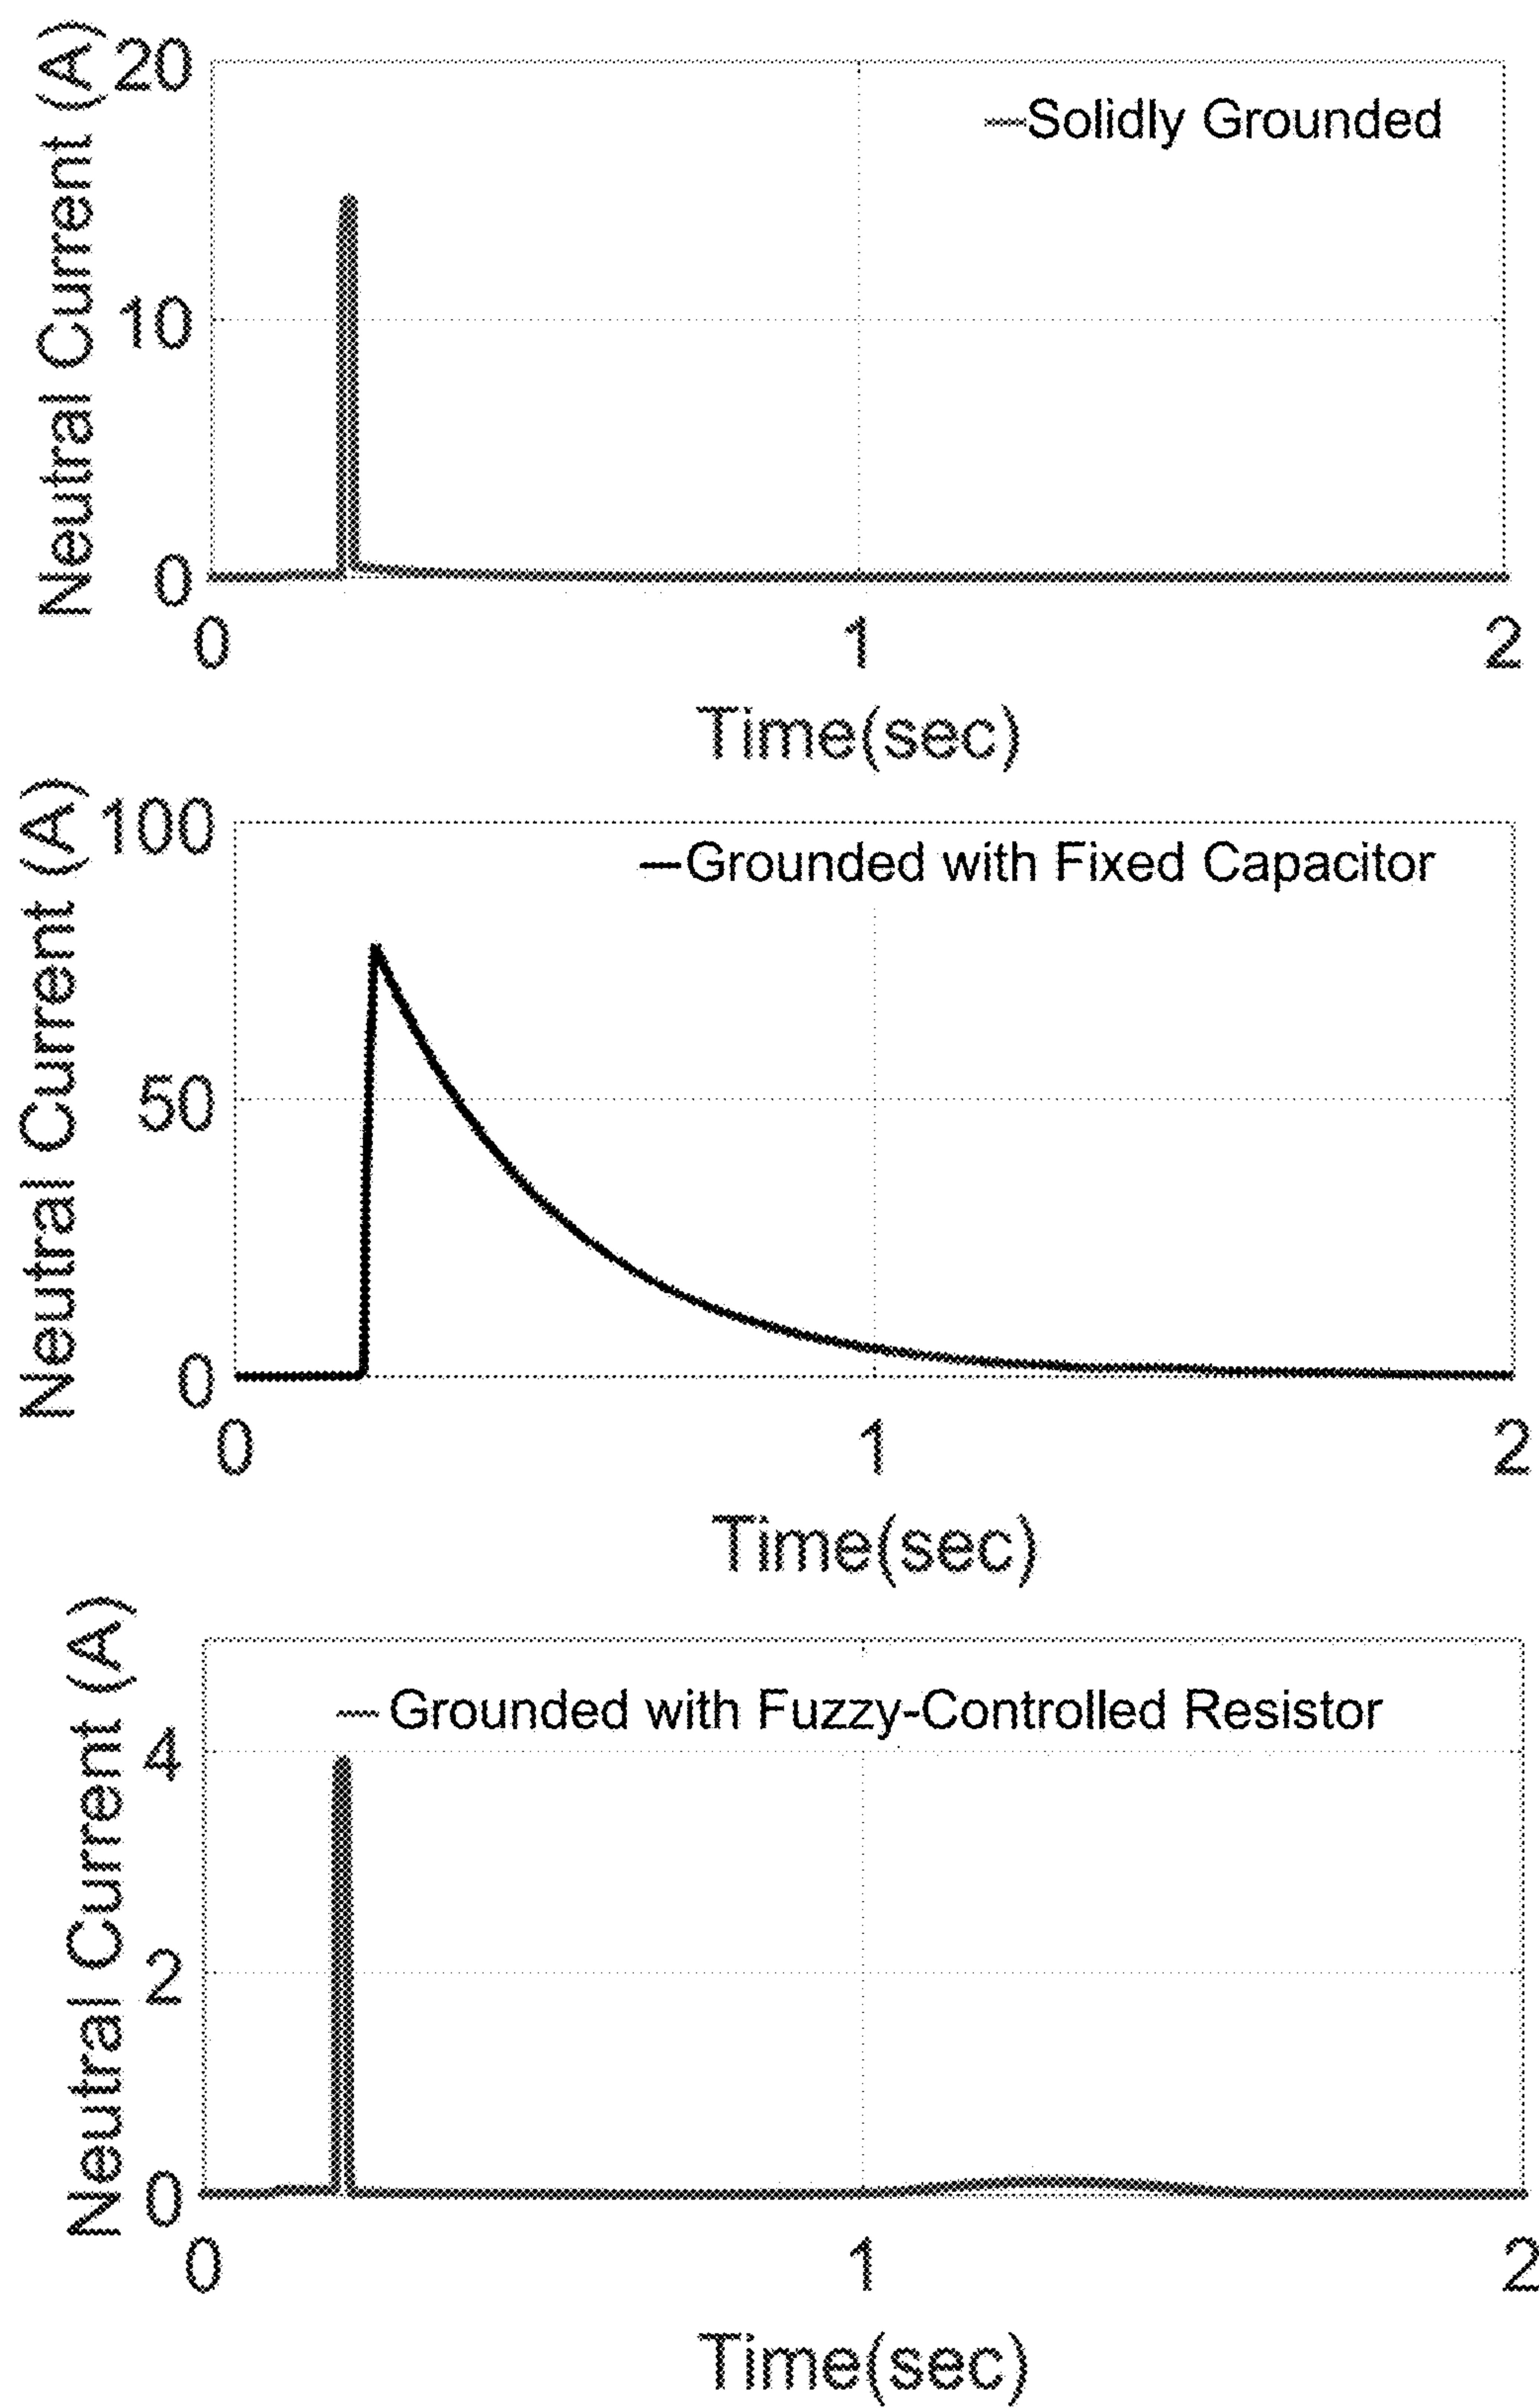 Neutral Current (A)
20
10
0
Solidly Grounded
0 1 2
Time(sec)
Neutral Current (A)
100
50
0
Grounded with Fixed Capacitor
0 1 2
Time(sec)
Neutral Current (A)
4
2
0
Grounded with Fuzzy-Controlled Resistor
0 1 2
Time(sec)